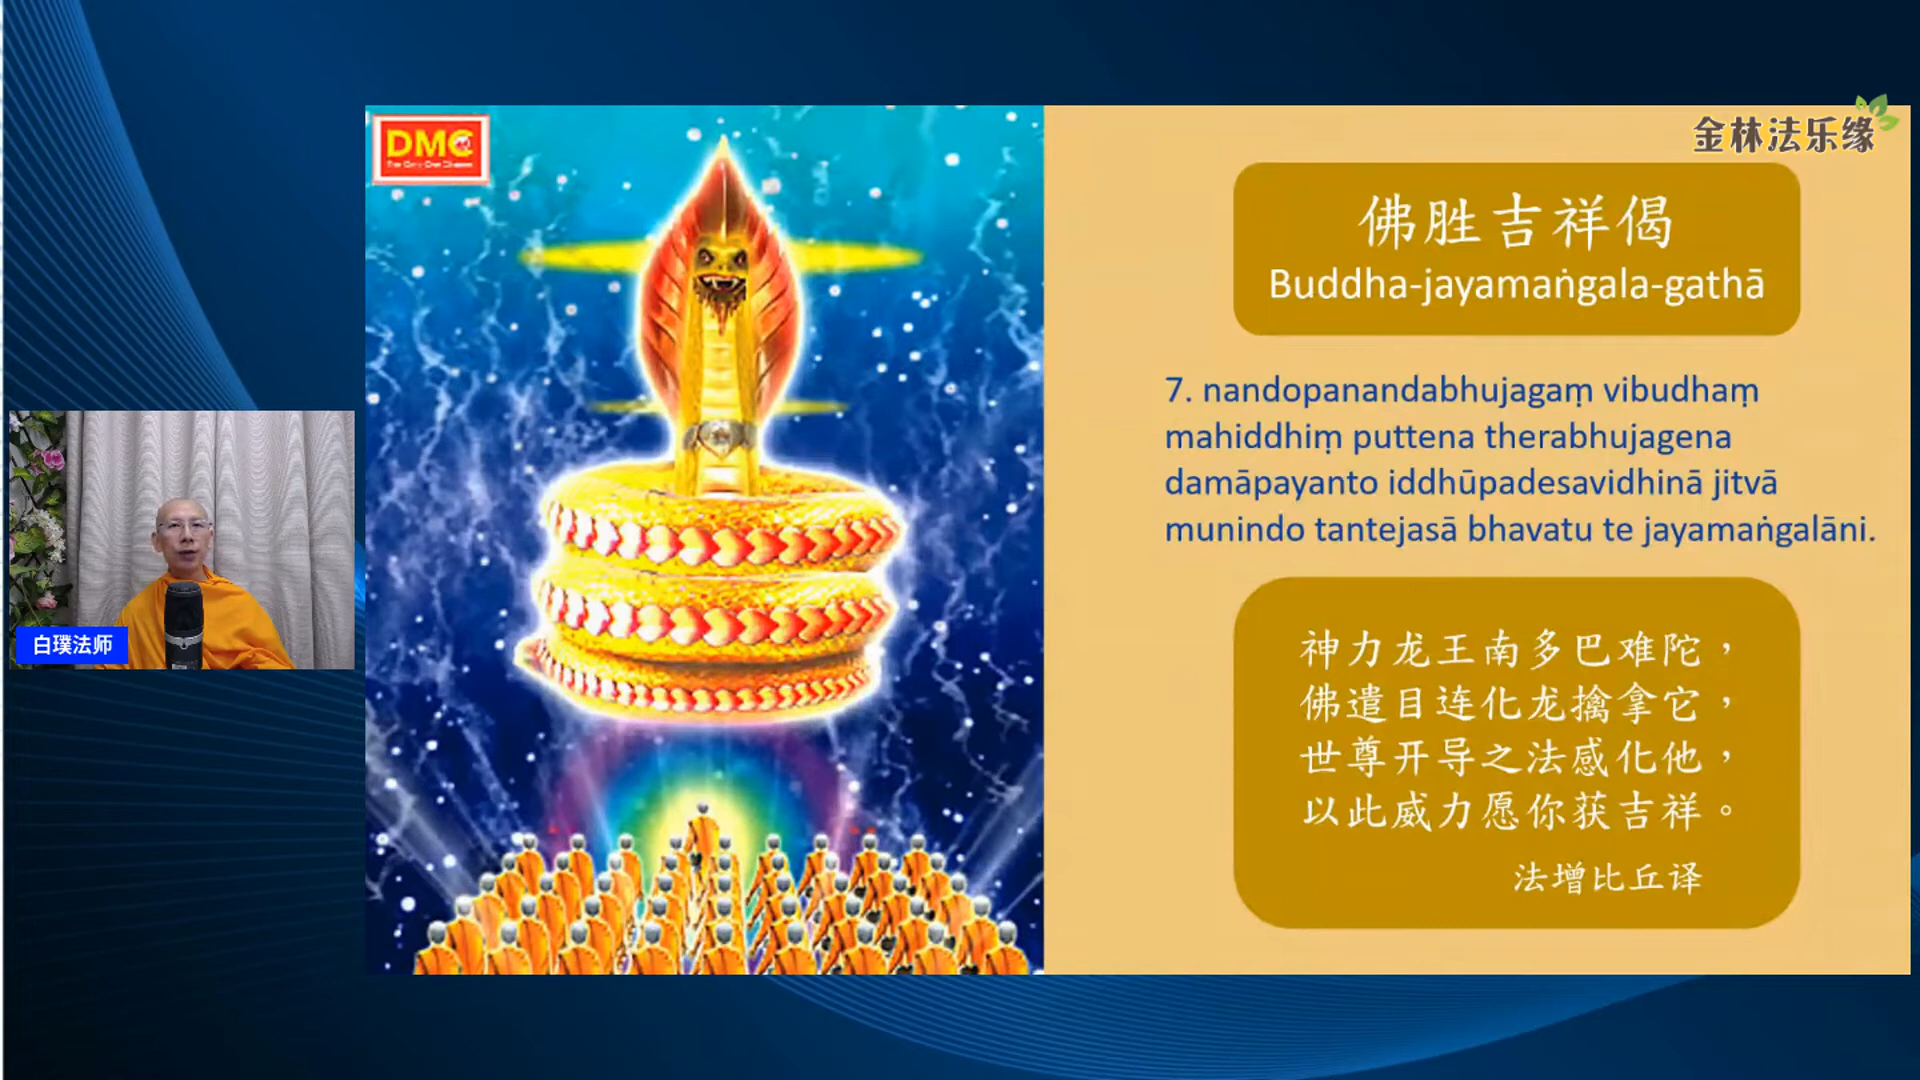 DMC
金林法乐缘
佛胜吉祥偈
Buddha-jayamaṅgala-gathā
7. nandopanandabhujagaṃ vibudhaṃ
mahiddhiṃ puttena therabhujagena
damāpayanto iddhūpadesavidhinā jitvā
munindo tantejasā bhavatu te jayamaṅgalāni.
神力龙王南多巴难陀，
佛遣目连化龙擒拿它，
世尊开导之法感化他，
以此威力愿你获吉祥。
法增比丘译
白璞法师